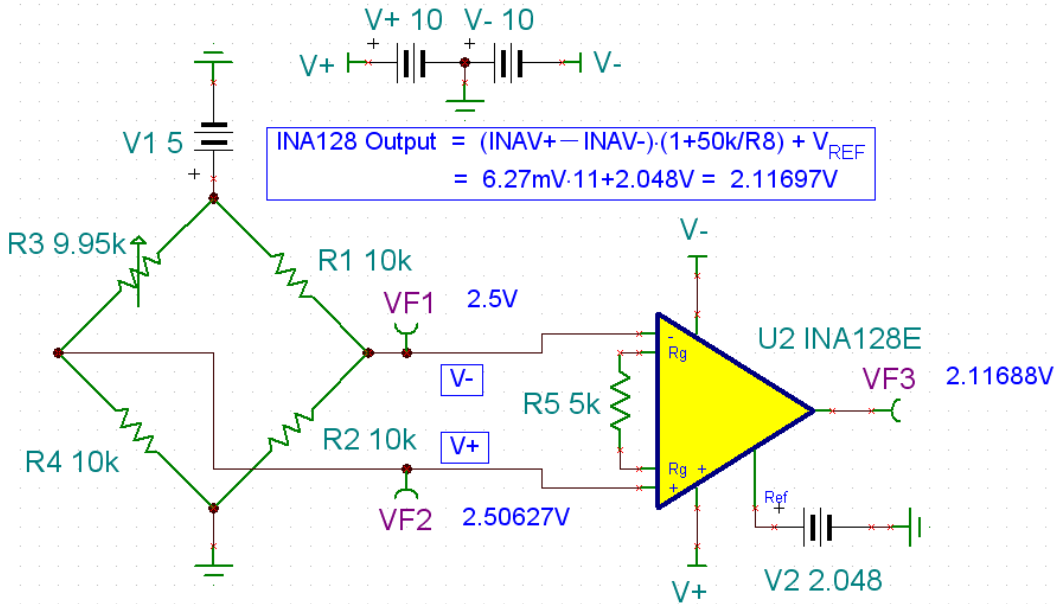 V+ 10 V- 10
+ +
V+ V-
V1 5
+
INA128 Output = (INAV+ − INAV-)·(1+50k/R8) + VREF
= 6.27mV·11+2.048V = 2.11697V
R3 9.95k
R1 10k
V-
VF1 2.5V
U2 INA128E
-
Rg
V-
R5 5k
VF3 2.11688V
R4 10k
R2 10k
V+
Rg +
+
VF2 2.50627V
Ref
+
V+
V2 2.048